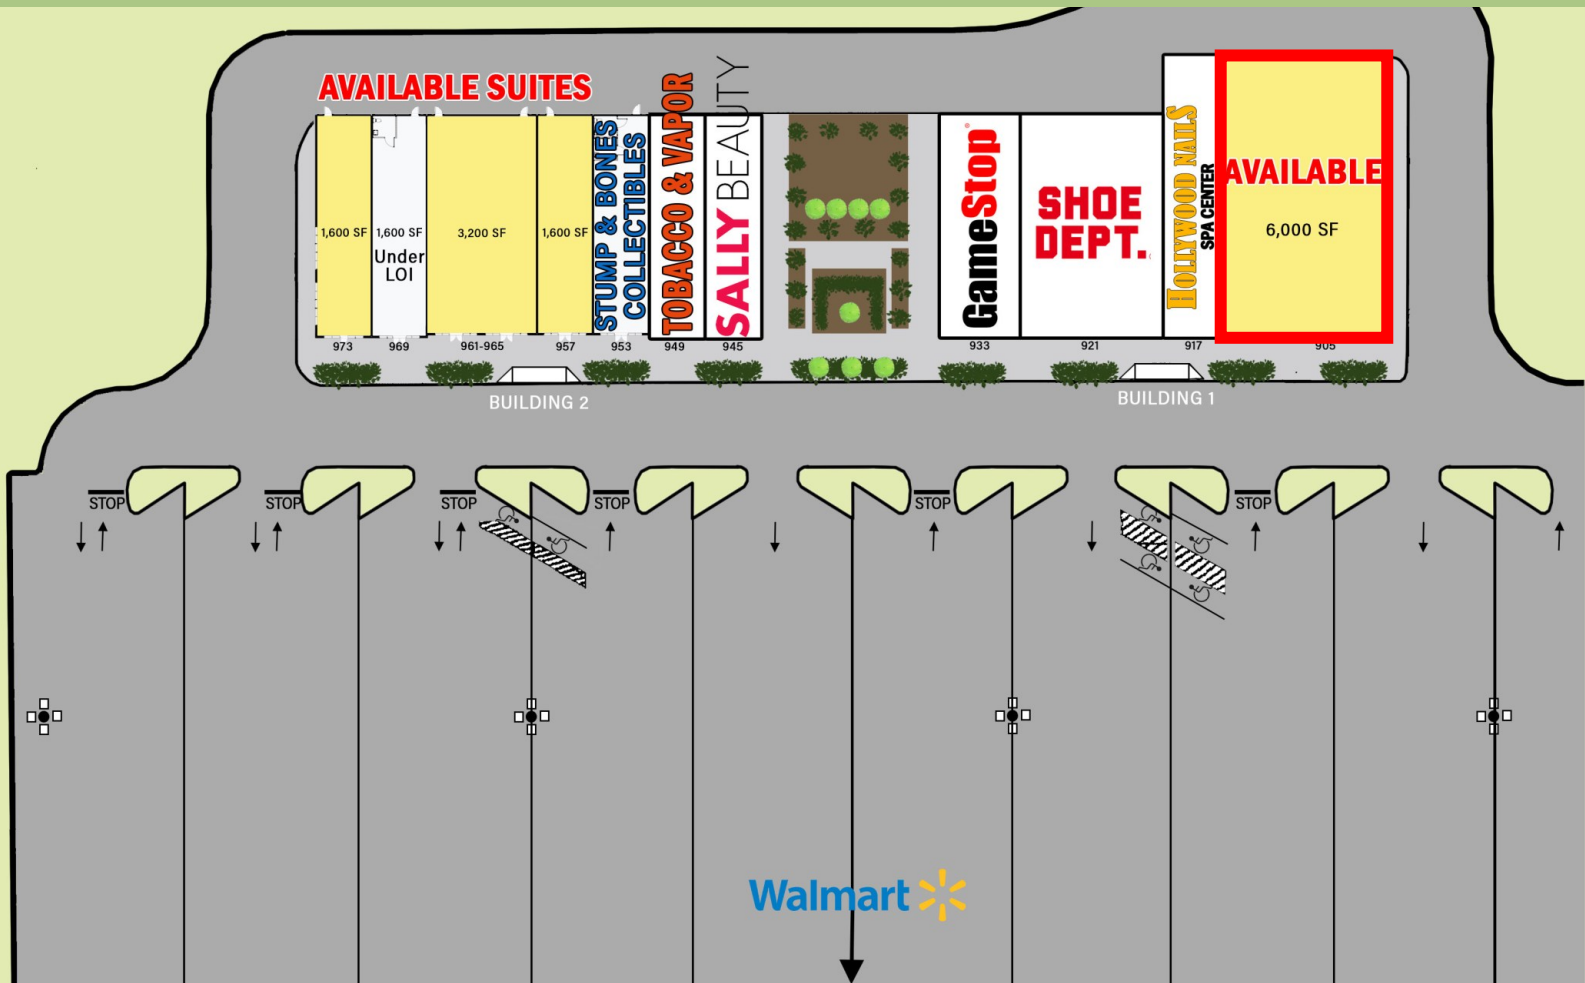 AVAILABLE SUITES
1,600 SF
1,600 SF
Under
LOI
3,200 SF
1,600 SF
STUMP & BONES
COLLECTIBLES
TOBACCO & VAPOR
SALLYBEAUTY
GameStop
SHOE
DEPT.
HOLLYWOOD NAILS
SPA CENTER
AVAILABLE
6,000 SF
973
969
961-965
957
953
949
945
933
921
917
905
BUILDING 2
BUILDING 1
STOP
STOP
STOP
STOP
STOP
STOP
Walmart